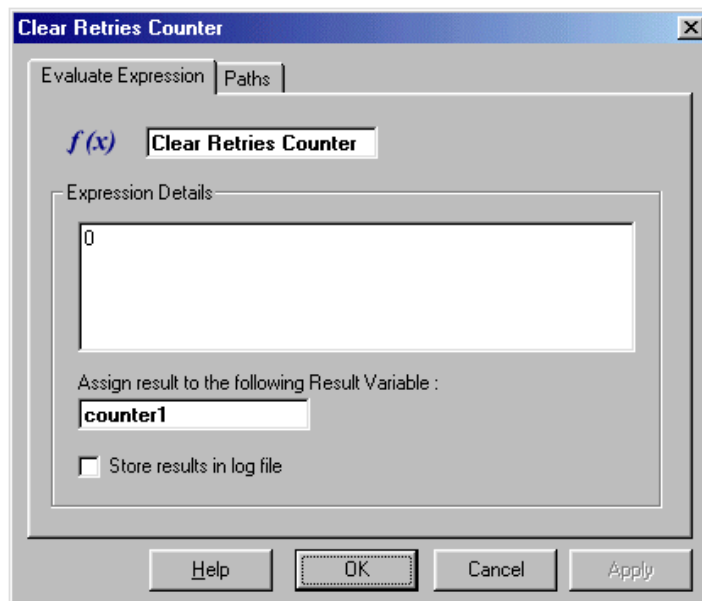 Clear Retries Counter
Evaluate Expression Paths
f(x) Clear Retries Counter
Expression Details
0
Assign result to the following Result Variable :
counter1
Store results in log file
Help OK Cancel Apply